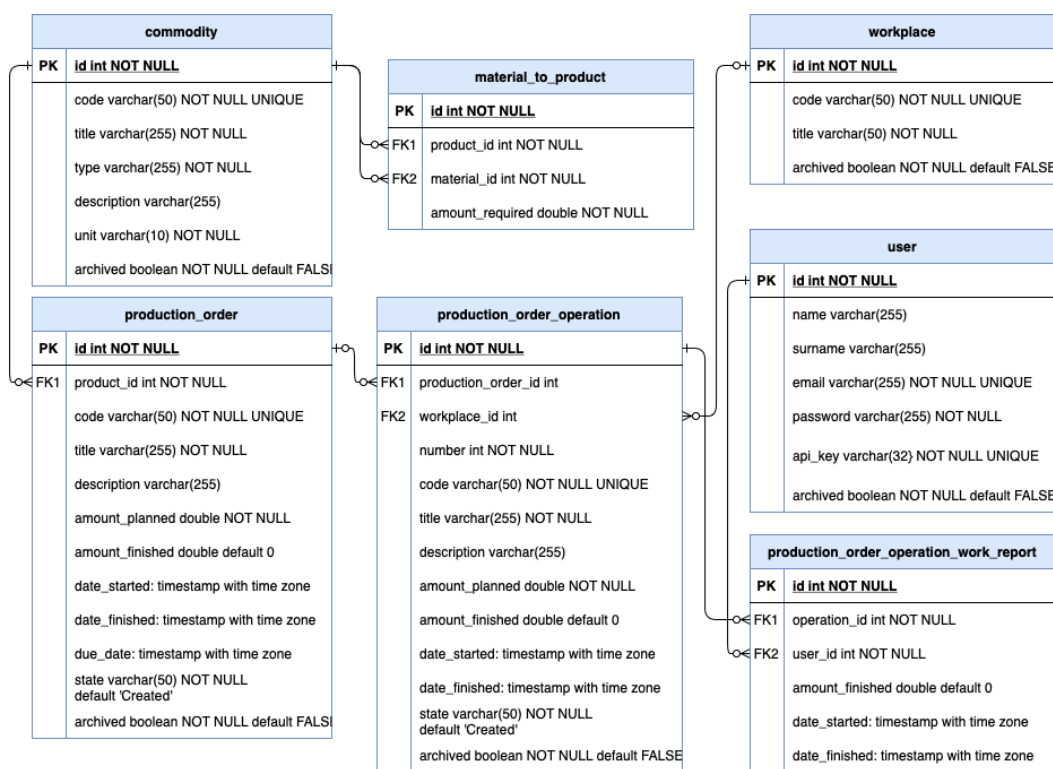 commodity
PK id int NOT NULL
code varchar(50) NOT NULL UNIQUE
title varchar(255) NOT NULL
type varchar(255) NOT NULL
description varchar(255)
unit varchar(10) NOT NULL
archived boolean NOT NULL default FALSE
material_to_product
PK id int NOT NULL
FK1 product_id int NOT NULL
FK2 material_id int NOT NULL
amount_required double NOT NULL
workplace
PK id int NOT NULL
code varchar(50) NOT NULL UNIQUE
title varchar(50) NOT NULL
archived boolean NOT NULL default FALSE
user
PK id int NOT NULL
name varchar(255)
surname varchar(255)
email varchar(255) NOT NULL UNIQUE
password varchar(255) NOT NULL
api_key varchar(32} NOT NULL UNIQUE
archived boolean NOT NULL default FALSE
production_order
PK id int NOT NULL
FK1 product_id int NOT NULL
code varchar(50) NOT NULL UNIQUE
title varchar(255) NOT NULL
description varchar(255)
amount_planned double NOT NULL
amount_finished double default 0
date_started: timestamp with time zone
date_finished: timestamp with time zone
due_date: timestamp with time zone
state varchar(50) NOT NULL
default 'Created'
archived boolean NOT NULL default FALSE
production_order_operation
PK id int NOT NULL
FK1 production_order_id int
FK2 workplace_id int
number int NOT NULL
code varchar(50) NOT NULL UNIQUE
title varchar(255) NOT NULL
description varchar(255)
amount_planned double NOT NULL
amount_finished double default 0
date_started: timestamp with time zone
date_finished: timestamp with time zone
state varchar(50) NOT NULL
default 'Created'
archived boolean NOT NULL default FALSE
production_order_operation_work_report
PK id int NOT NULL
FK1 operation_id int NOT NULL
FK2 user_id int NOT NULL
amount_finished double default 0
date_started: timestamp with time zone
date_finished: timestamp with time zone